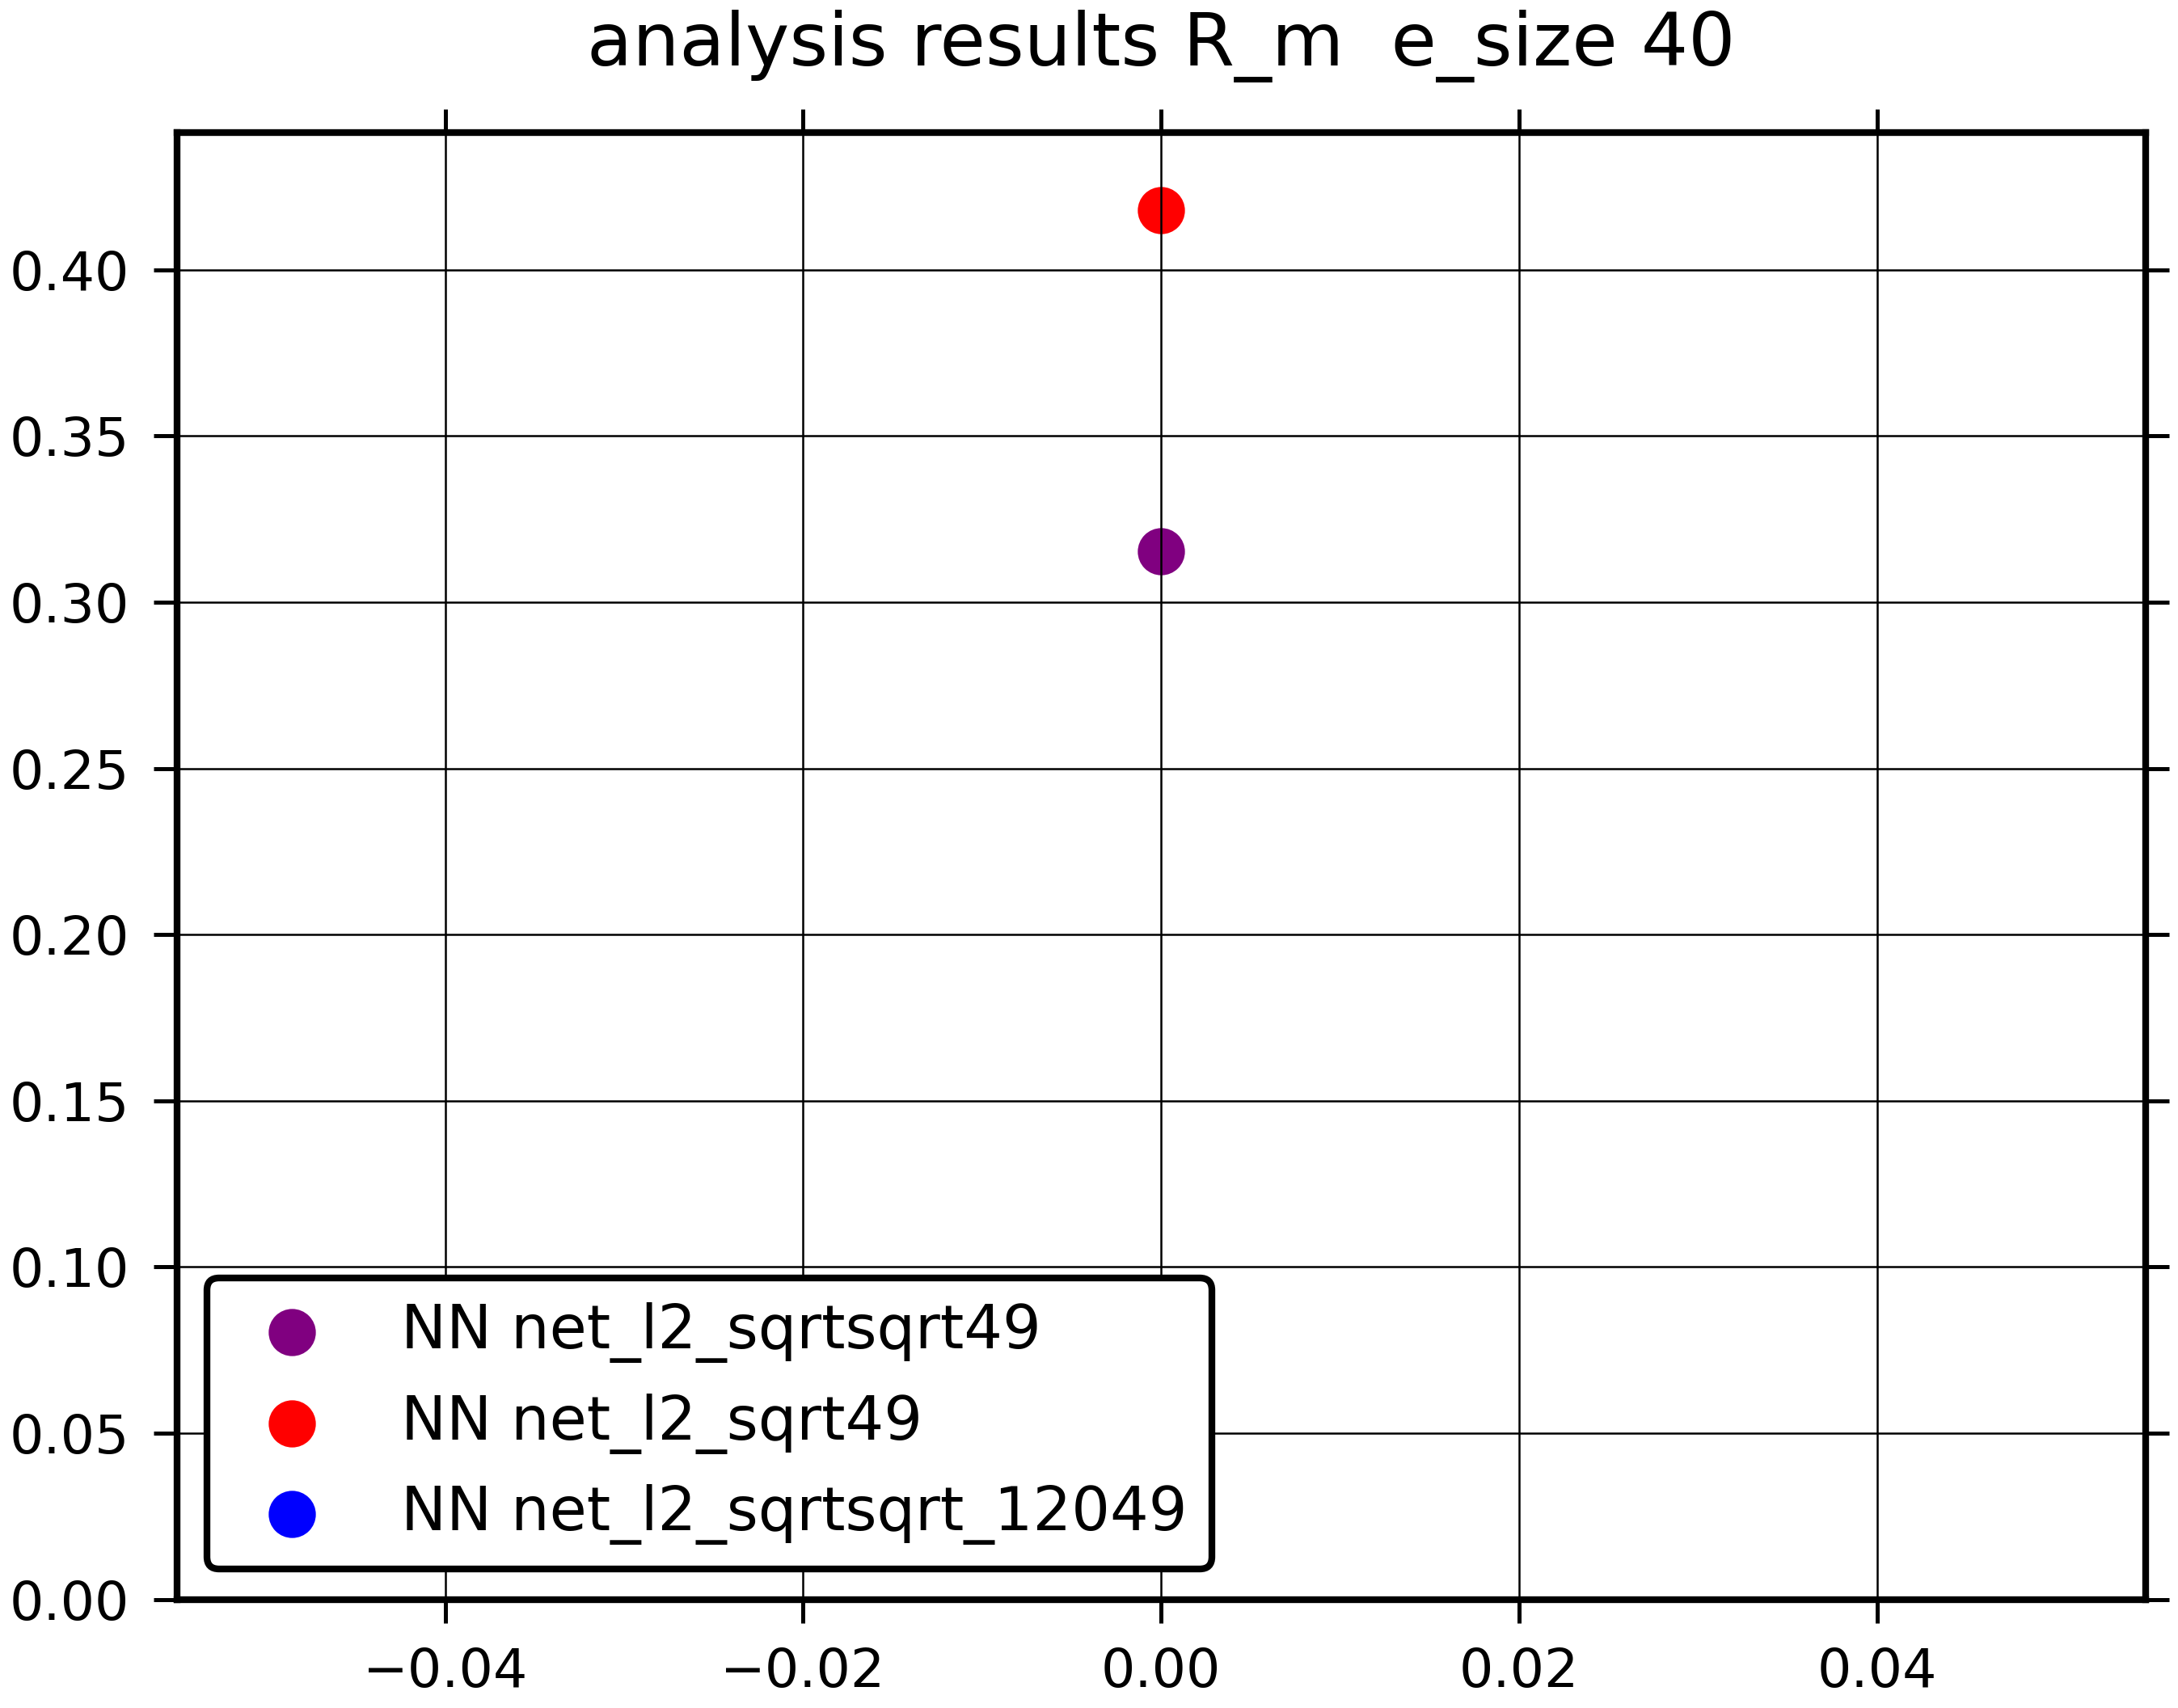 analysis results R_m  e_size 40
0.40
0.35
0.30
0.25
0.20
0.15
0.10
0.05
0.00
NN net_l2_sqrtsqrt49
NN net_l2_sqrt49
NN net_l2_sqrtsqrt_12049
−0.04 −0.02 0.00 0.02 0.04